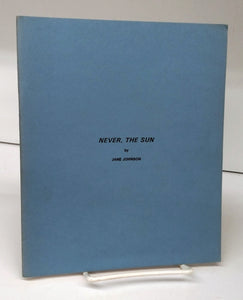 NEVER, THE SUN
by
JANE JOHNSON